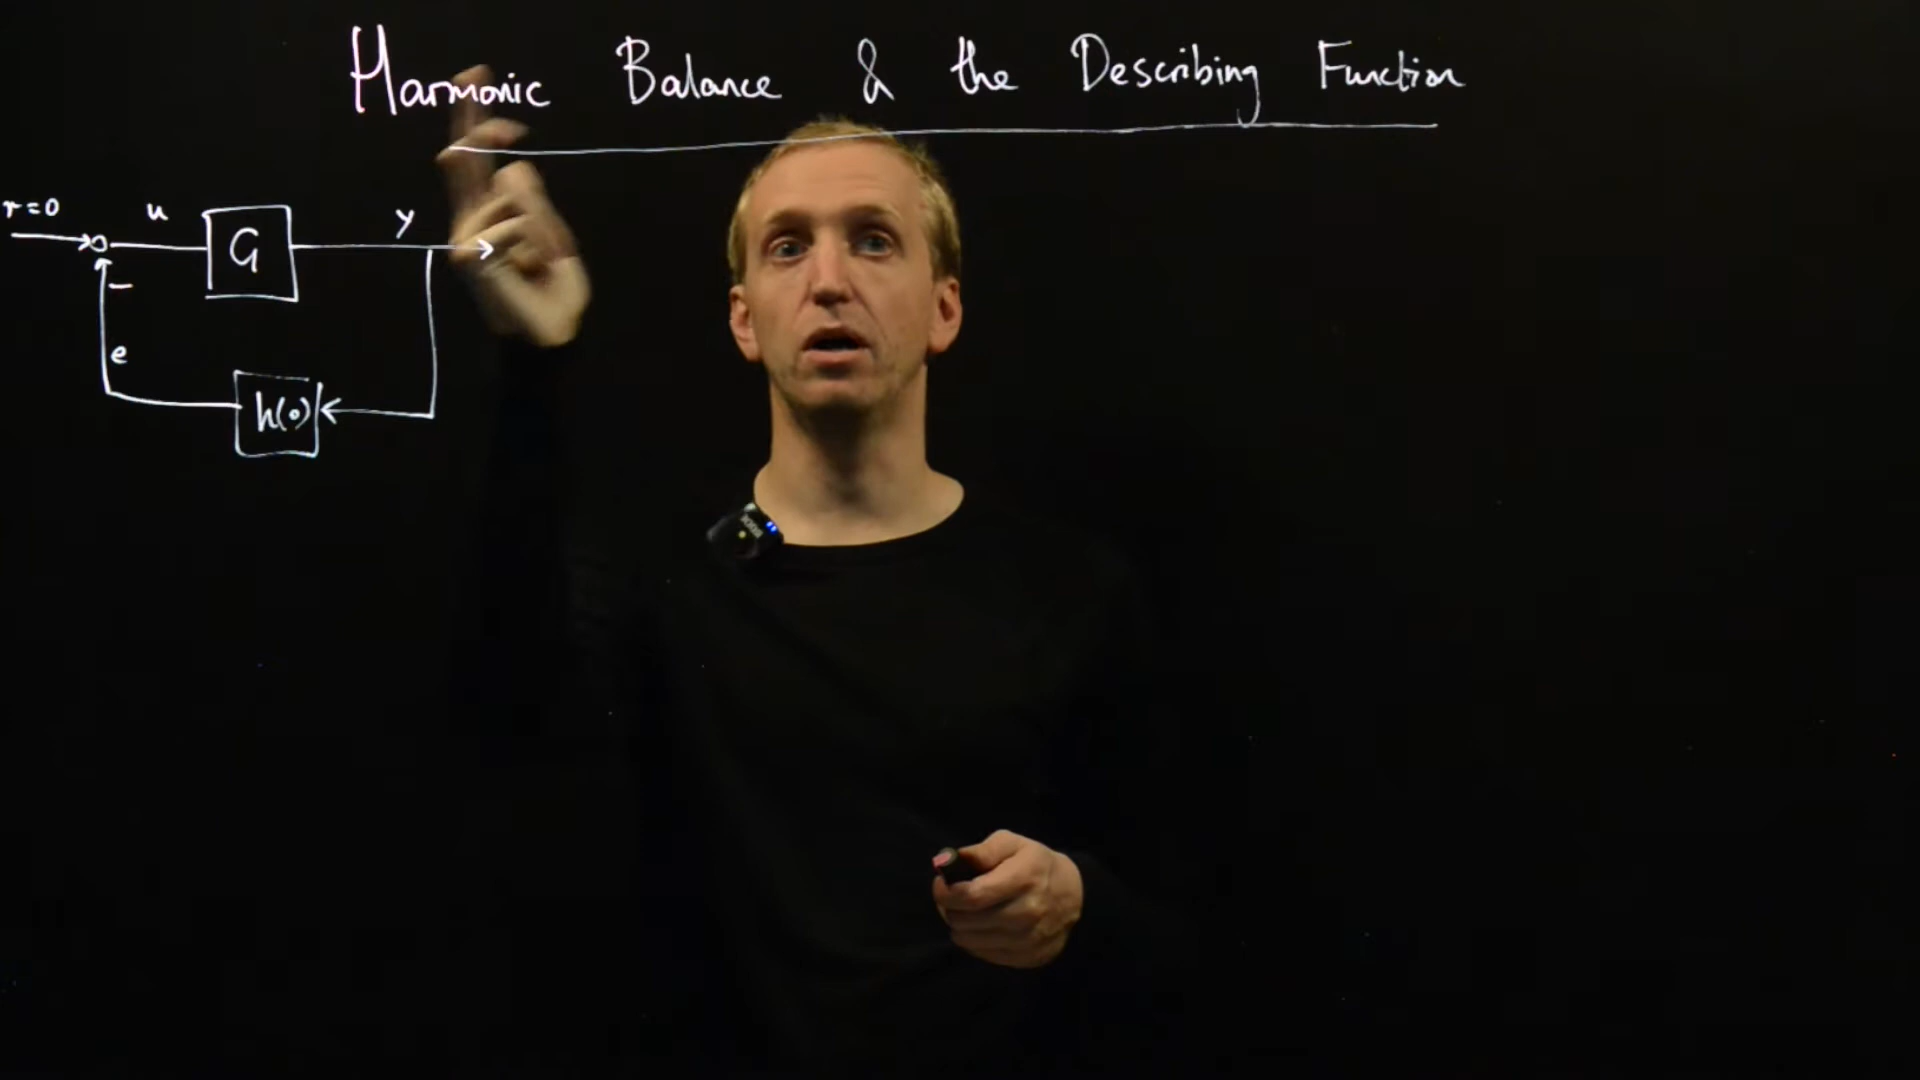 Harmonic Balance & the Describing Function
r=0
u
G
y
−
e
h(∘)